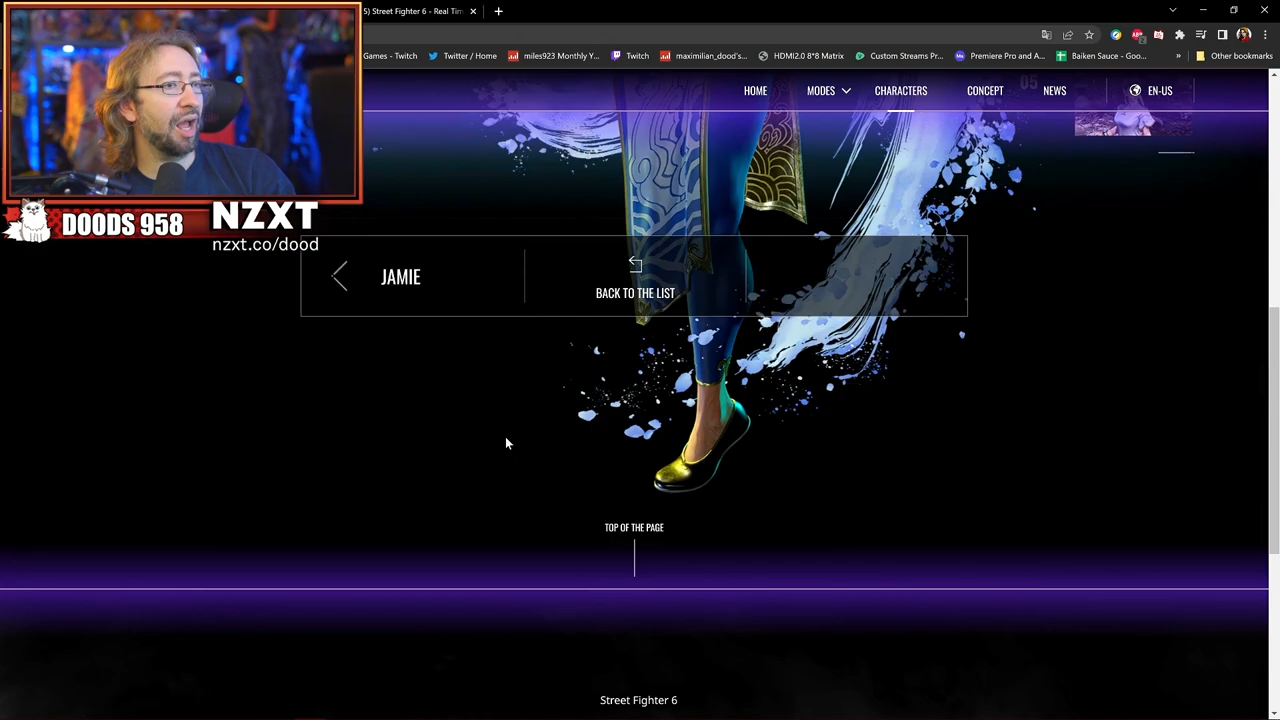 5) Street Fighter 6 - Real Tim
Games - Twitch
Twitter / Home
miles923 Monthly Y...
Twitch
maximilian_dood's...
HDMI2.0 8*8 Matrix
Custom Streams Pr...
Premiere Pro and A...
Baiken Sauce - Goo...
»
Other bookmarks
HOME
MODES
CHARACTERS
CONCEPT
NEWS
EN-US
05
DOODS 958
NZXT
nzxt.co/dood
JAMIE
BACK TO THE LIST
TOP OF THE PAGE
Street Fighter 6